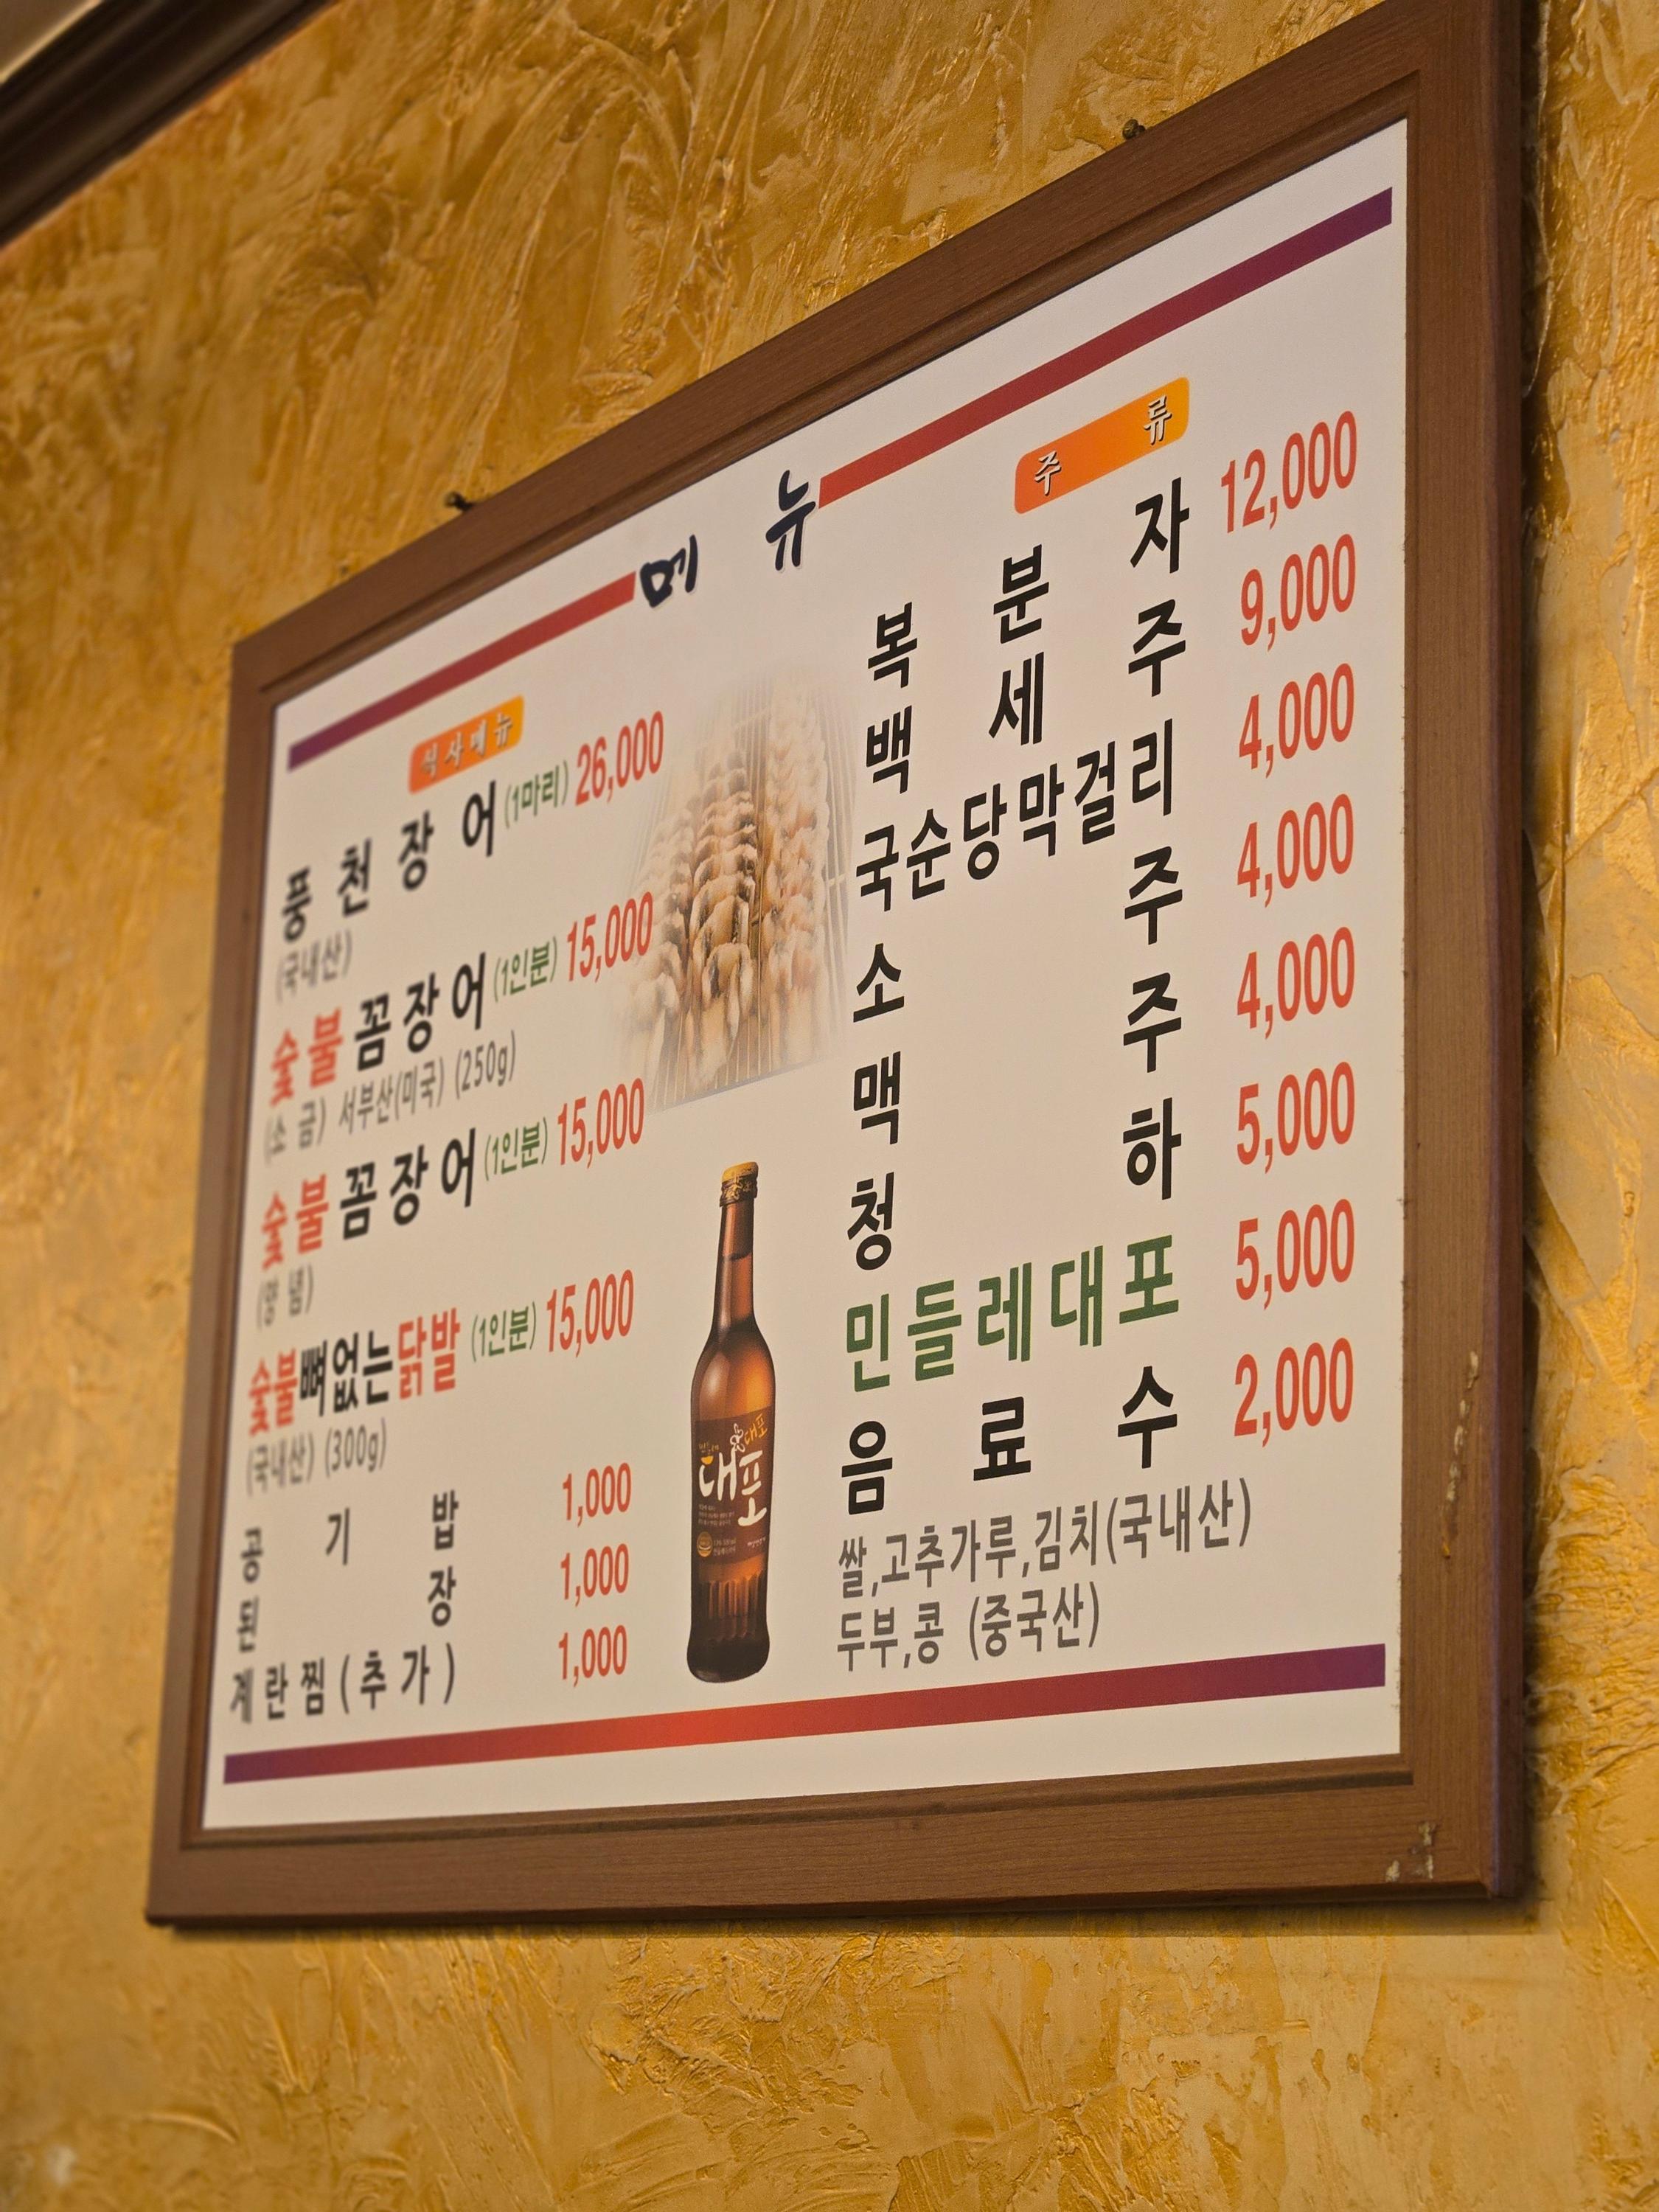 메 뉴
식사메뉴
풍 천 장 어 (1마리) 26,000
(국내산)
숯불 꼼장어 (1인분) 15,000
(소 금) 서부산(미국) (250g)
숯불 꼼장어 (1인분) 15,000
(양 념)
숯불뼈없는닭발 (1인분) 15,000
(국내산) (300g)
공 기 밥 1,000
된 장 1,000
계란찜(추가) 1,000
대포
대포
주 류
복 분 자 12,000
백 세 주 9,000
국순당막걸리 4,000
소 주 4,000
맥 주 4,000
청 하 5,000
민들레대포 5,000
음 료 수 2,000
쌀,고추가루,김치(국내산)
두부,콩 (중국산)